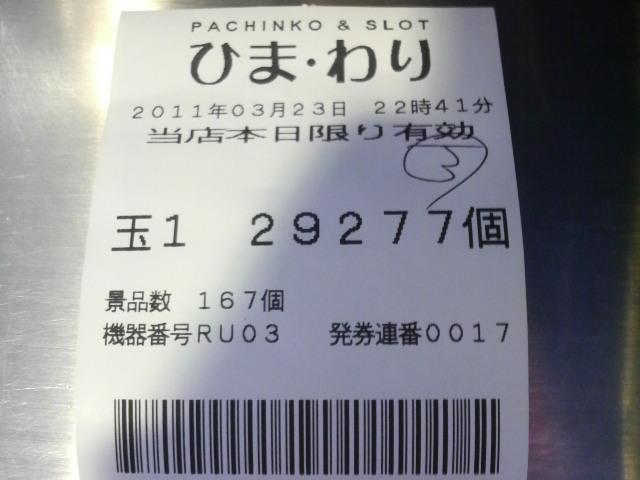 PACHINKO & SLOT
ひま・わり
2011年03月23日 22時41分
当店本日限り有効
玉1 29277個
景品数 167個
機器番号RU03 発券連番0017